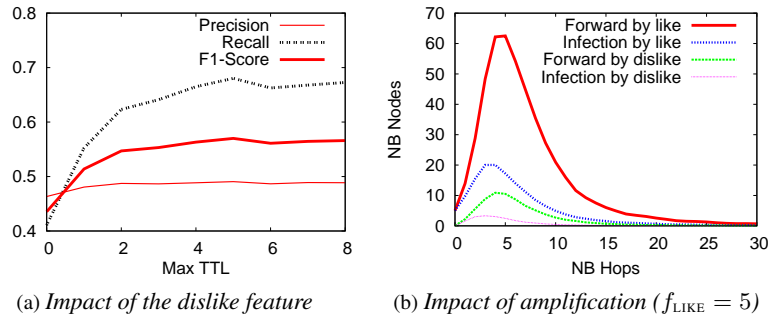 0.8
0.7
0.6
0.5
0.4
0 2 4 6 8
Max TTL
Precision
Recall
F1-Score
(a) Impact of the dislike feature
NB Nodes
70
60
50
40
30
20
10
0
0 5 10 15 20 25 30
NB Hops
Forward by like
Infection by like
Forward by dislike
Infection by dislike
(b) Impact of amplification (fLIKE = 5)